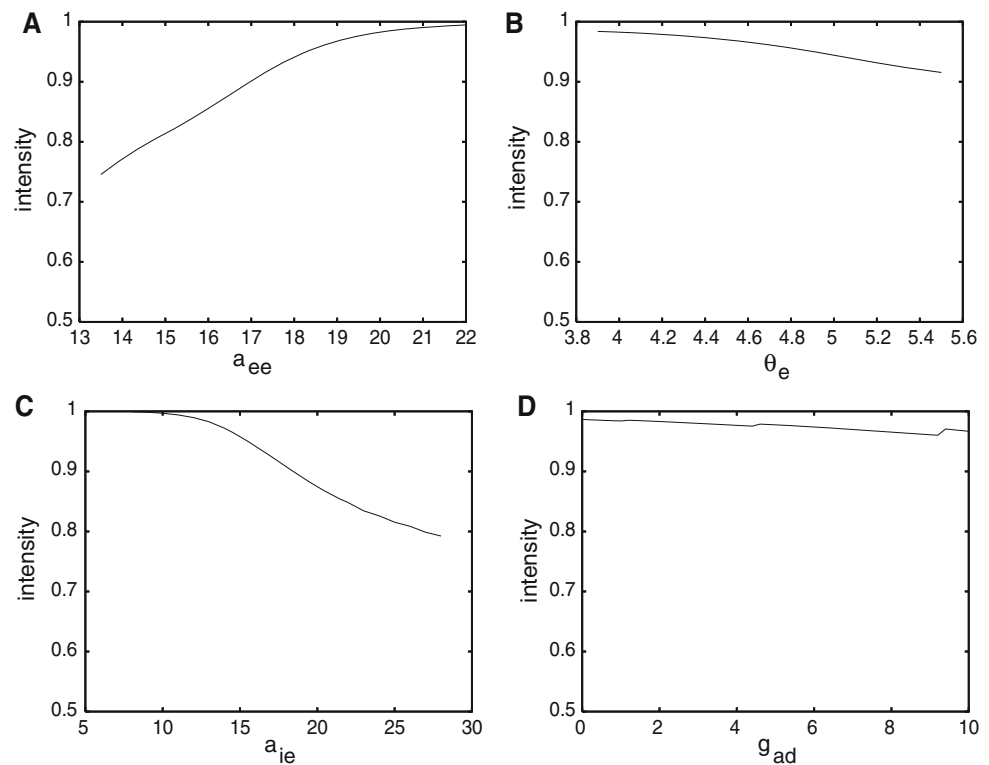 A
1
0.9
0.8
0.7
0.6
0.5
intensity
13 14 15 16 17 18 19 20 21 22
a ee
B
1
0.9
0.8
0.7
0.6
0.5
intensity
3.8 4 4.2 4.4 4.6 4.8 5 5.2 5.4 5.6
θ e
C
1
0.9
0.8
0.7
0.6
0.5
intensity
5 10 15 20 25 30
a ie
D
1
0.9
0.8
0.7
0.6
0.5
intensity
0 2 4 6 8 10
g ad